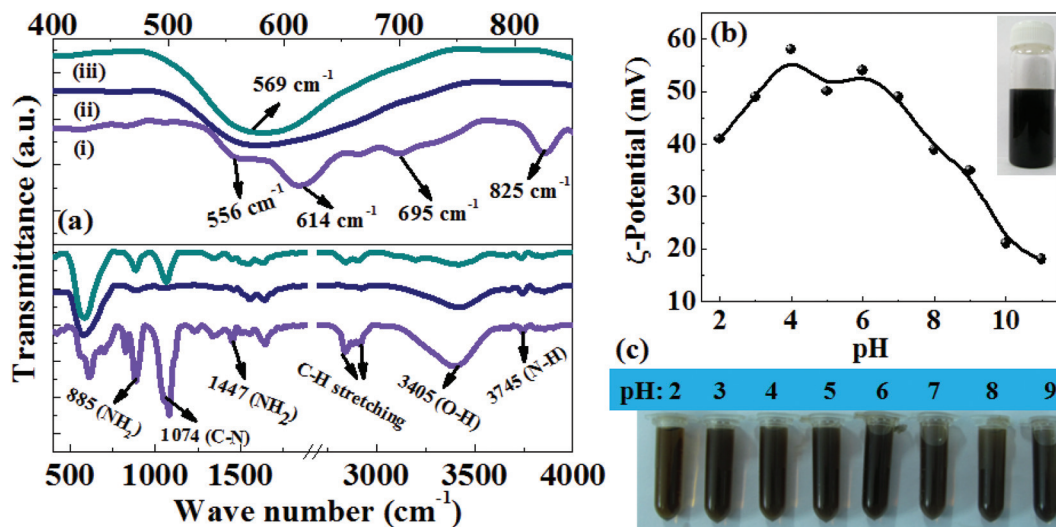 400 500 600 700 800
(iii)
(ii)
(i)
569 cm-1
556 cm-1
614 cm-1
695 cm-1
825 cm-1
(a)
Transmittance (a.u.)
885 (NH2)
1074 (C-N)
1447 (NH2)
C-H stretching
3405 (O-H)
3745 (N-H)
500 1000 1500 3000 3500 4000
Wave number (cm-1)
(b)
60
50
40
30
20
10
ζ-Potential (mV)
2 4 6 8 10
pH
(c)
pH: 2 3 4 5 6 7 8 9